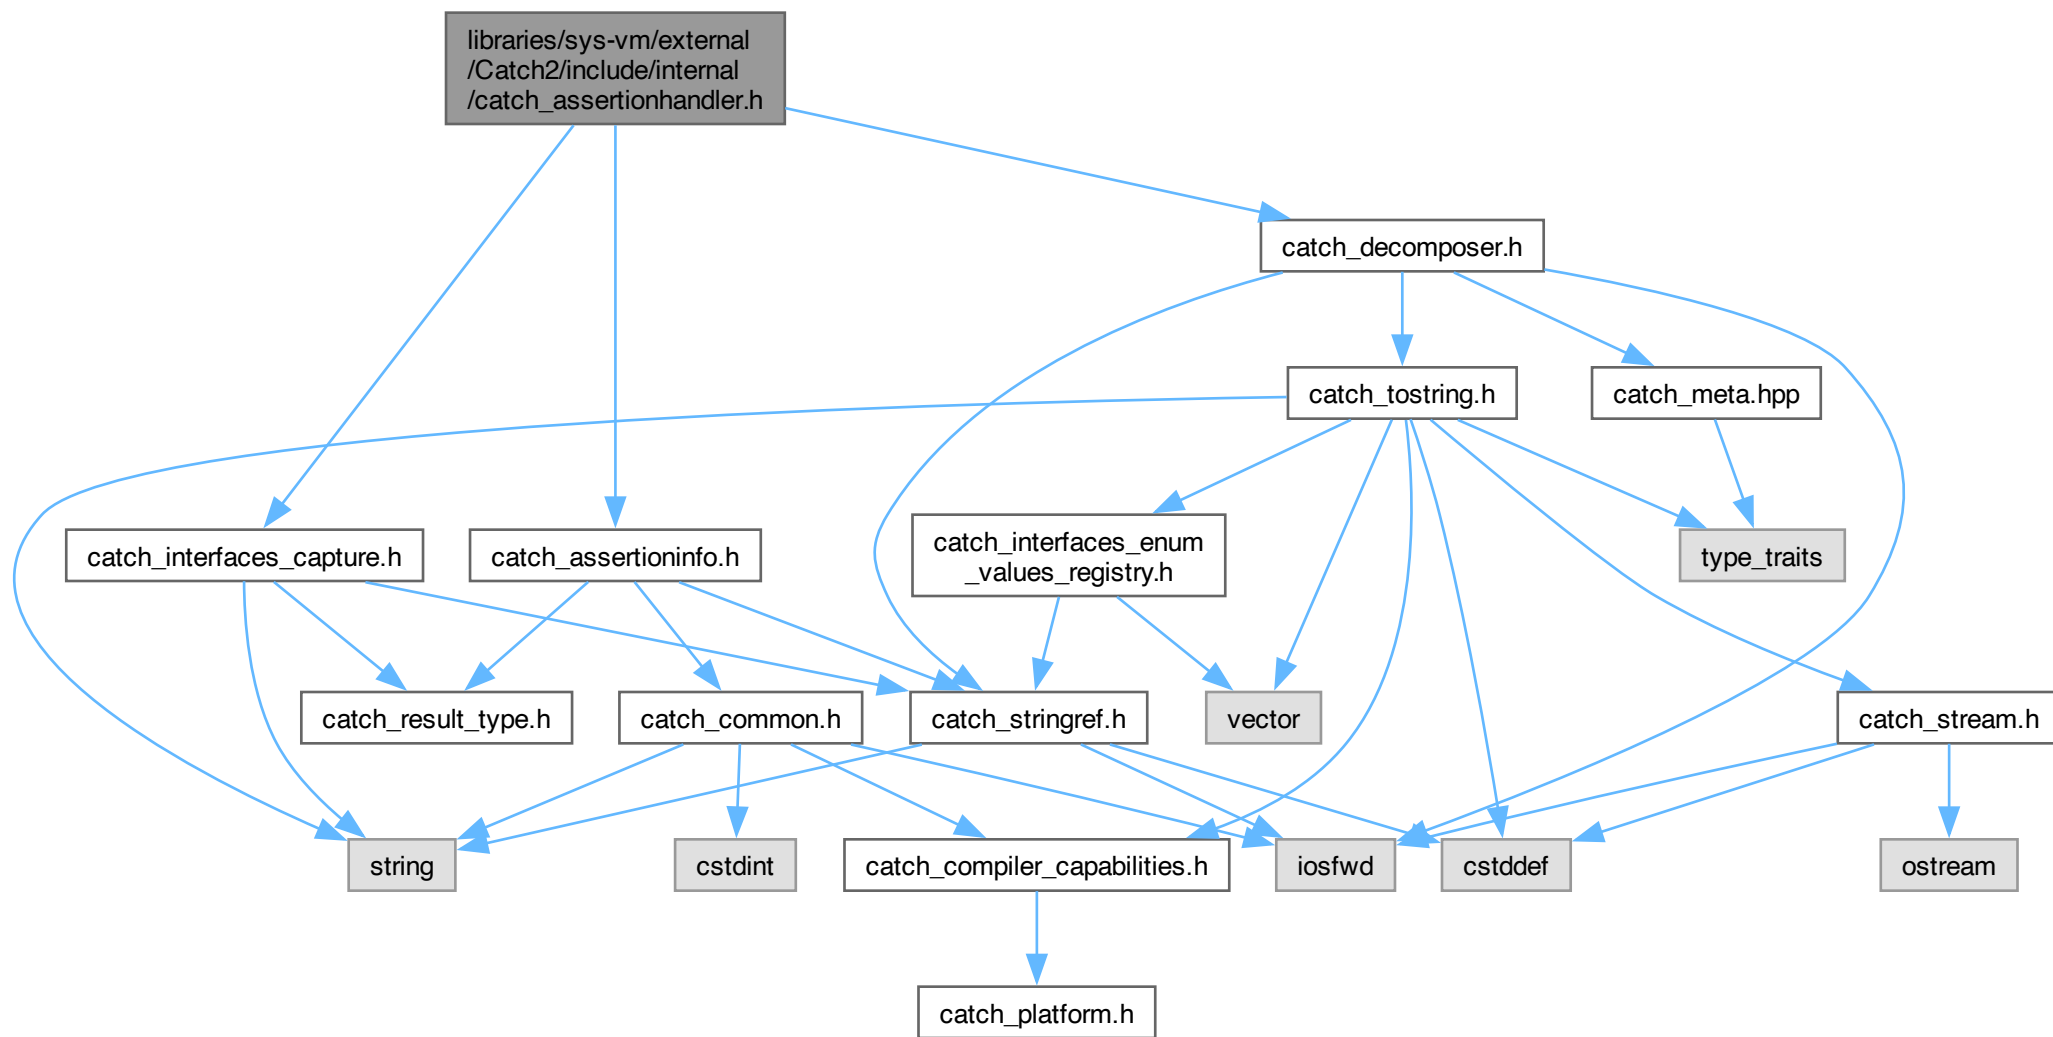 libraries/sys-vm/external
/Catch2/include/internal
/catch_assertionhandler.h
catch_decomposer.h
catch_tostring.h
catch_meta.hpp
catch_interfaces_capture.h
catch_assertioninfo.h
catch_interfaces_enum
_values_registry.h
type_traits
catch_result_type.h
catch_common.h
catch_stringref.h
vector
catch_stream.h
string
cstdint
catch_compiler_capabilities.h
iosfwd
cstddef
ostream
catch_platform.h